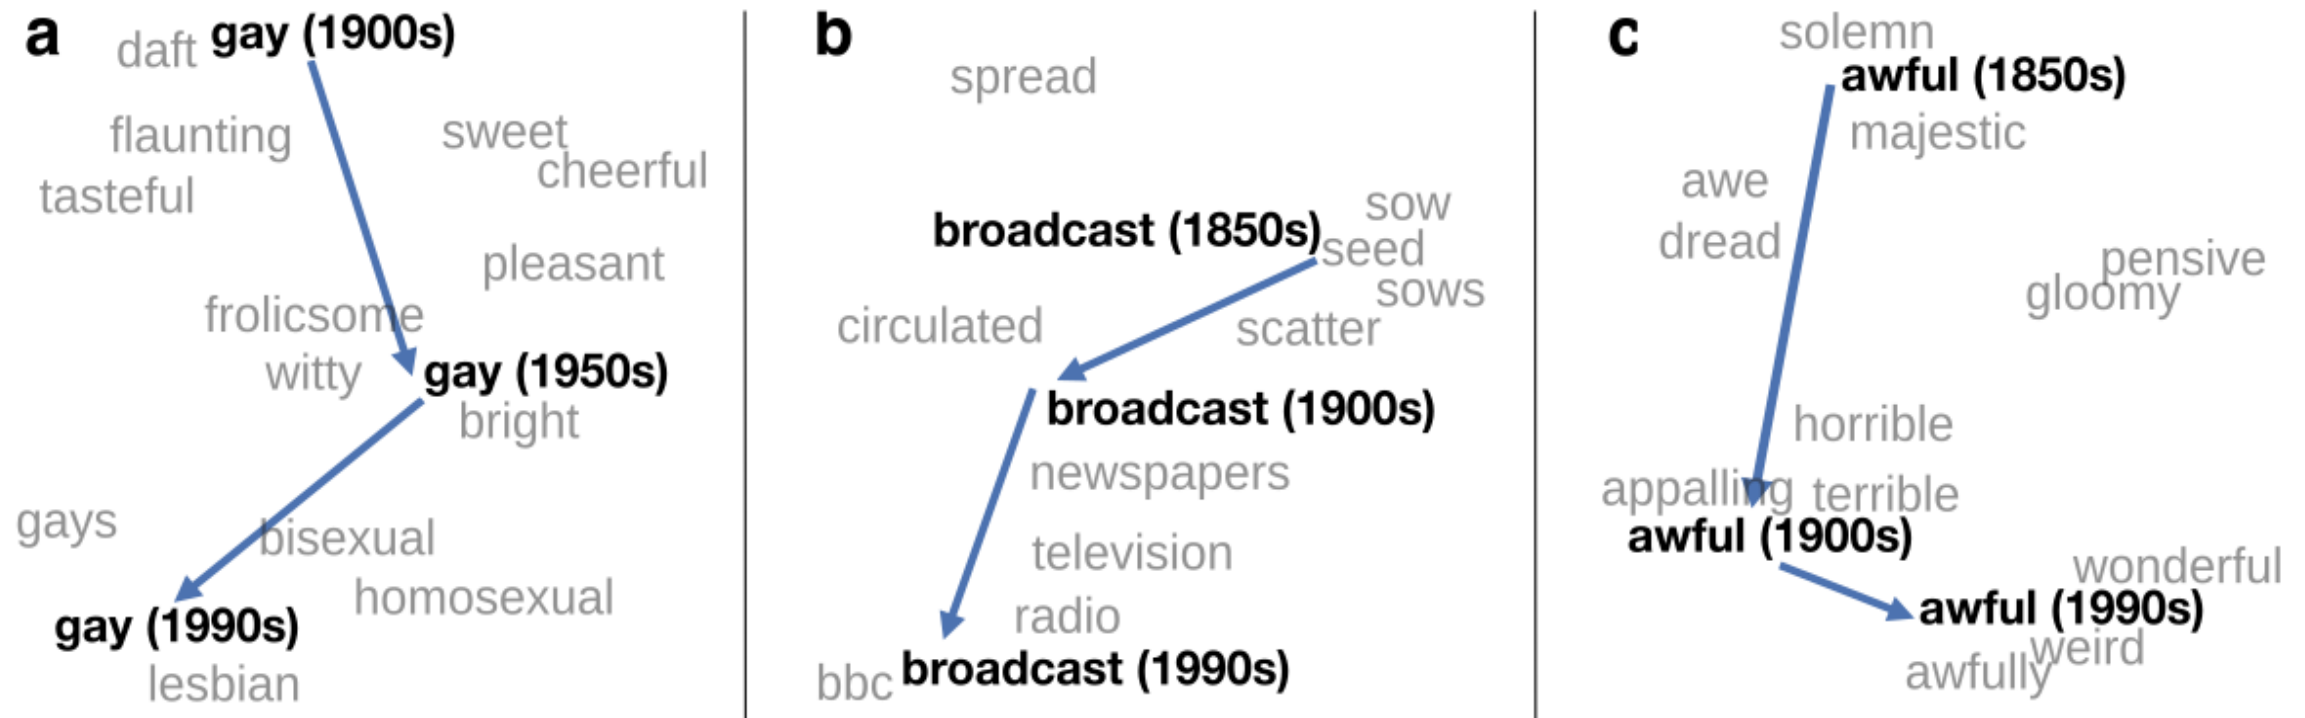 a
daft gay (1900s)
flaunting
sweet
cheerful
tasteful
pleasant
frolicsome
witty
gay (1950s)
bright
gays
bisexual
homosexual
gay (1990s)
lesbian
b
spread
sow
broadcast (1850s)
seed
sows
circulated
scatter
broadcast (1900s)
newspapers
television
radio
bbc broadcast (1990s)
c
solemn
awful (1850s)
majestic
awe
dread
pensive
gloomy
horrible
appalling terrible
awful (1900s)
wonderful
awful (1990s)
weird
awfully